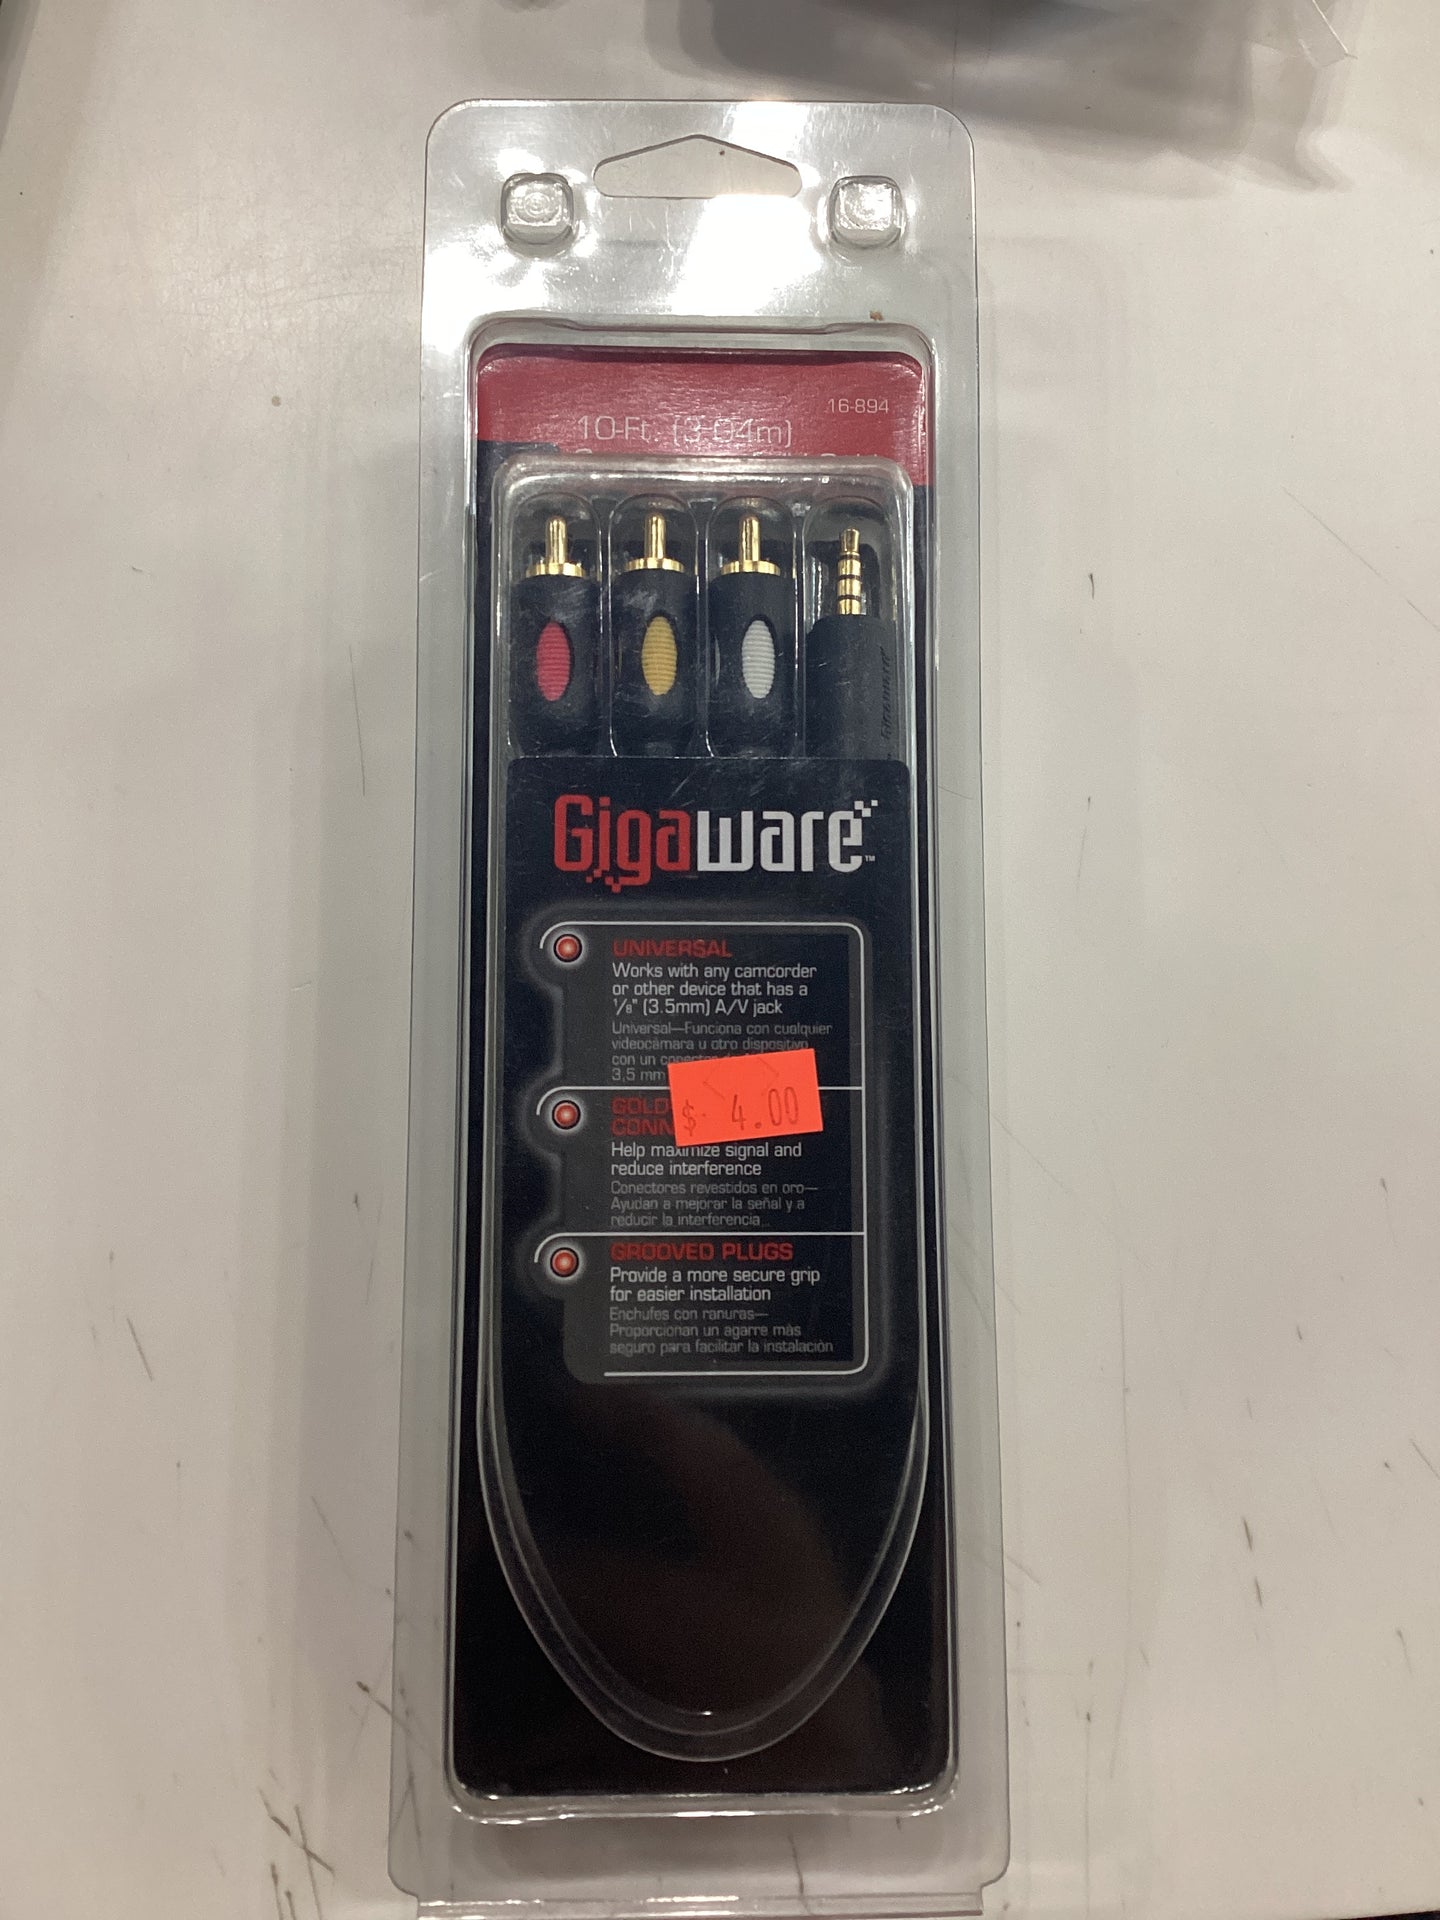 16-894
10-Ft. (3-04m)
Gigaware™
UNIVERSAL
Works with any camcorder
or other device that has a
1/8" (3.5mm) A/V jack
Universal—Funciona con cualquier
videocámara u otro dispositivo
con un
3,5 mm
$ 4.00
Help maximize signal and
reduce interference
Conectores revestidos en oro—
Ayudan a mejorar la señal y a
reducir la interferencia
GROOVED PLUGS
Provide a more secure grip
for easier installation
Enchufes con ranuras—
Proporcionan un agarre más
seguro para facilitar la instalación